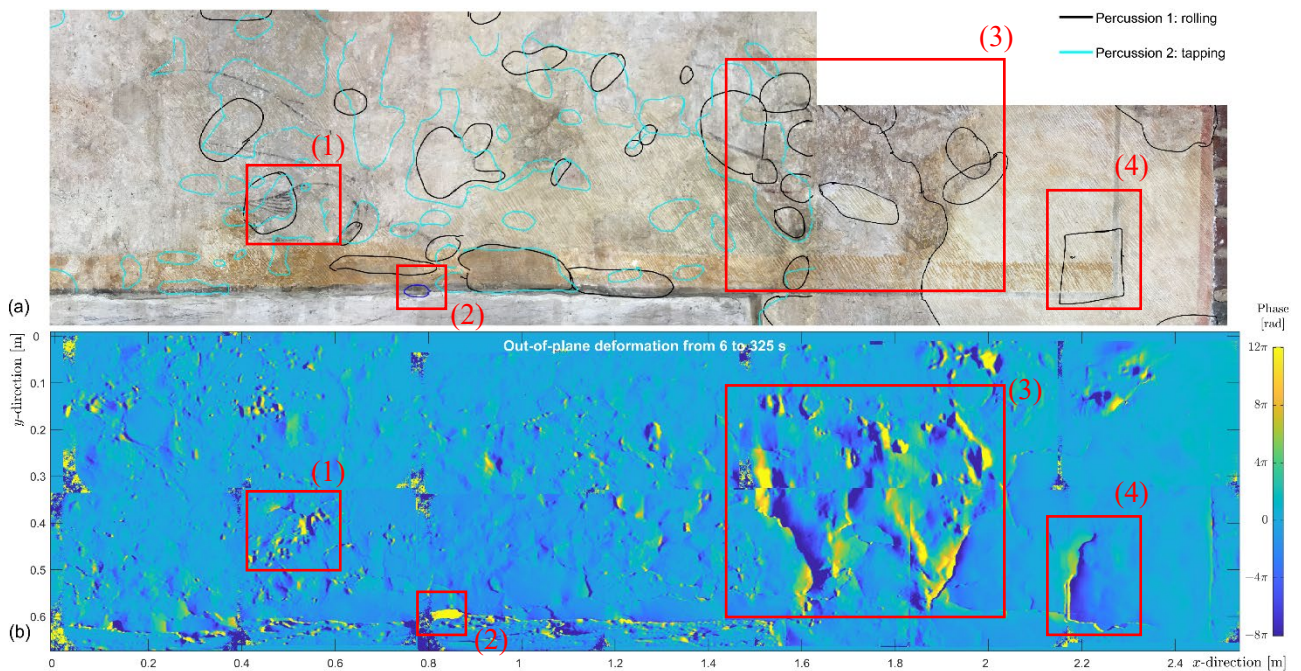 Percussion 1: rolling
Percussion 2: tapping
(3)
(1)
(4)
(2)
(a)
Phase
[rad]
Out-of-plane deformation from 6 to 325 s
12π
8π
4π
0
−4π
−8π
(3)
(1)
(4)
(2)
y-direction [m]
0
0.1
0.2
0.3
0.4
0.5
0.6
(b)
0 0.2 0.4 0.6 0.8 1 1.2 1.4 1.6 1.8 2 2.2 2.4 x-direction [m]